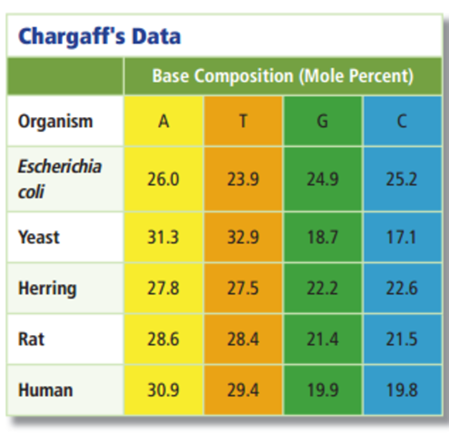 Chargaff's Data
Base Composition (Mole Percent)
Organism A T G C
Escherichia
coli 26.0 23.9 24.9 25.2
Yeast 31.3 32.9 18.7 17.1
Herring 27.8 27.5 22.2 22.6
Rat 28.6 28.4 21.4 21.5
Human 30.9 29.4 19.9 19.8